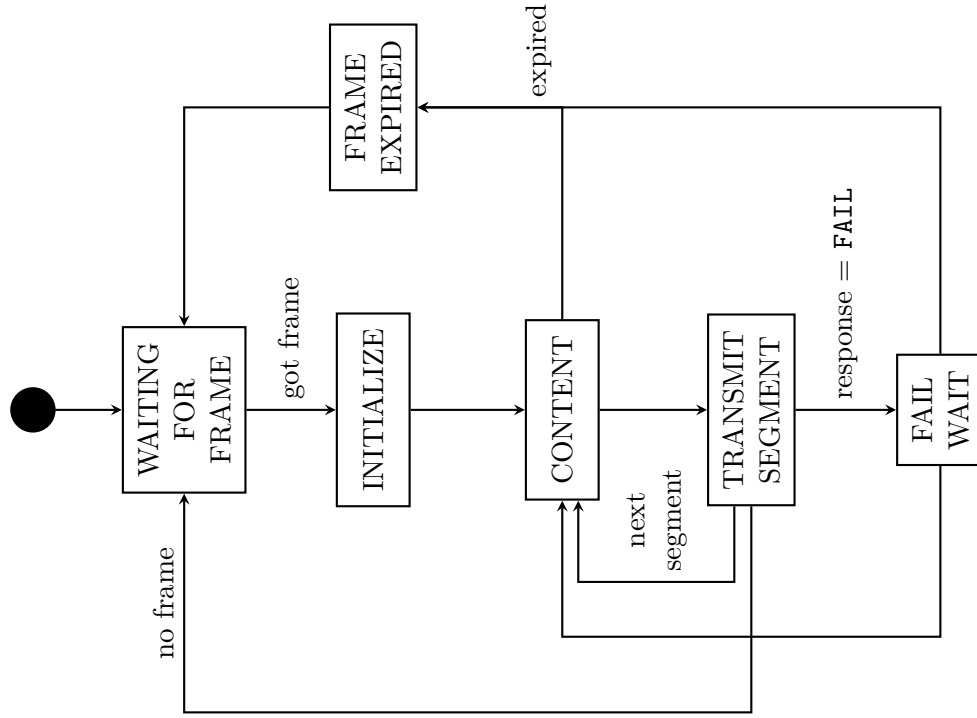 WAITING
FOR
FRAME
no frame
got frame
INITIALIZE
FRAME
EXPIRED
expired
CONTENT
next
segment
TRANSMIT
SEGMENT
response = FAIL
FAIL
WAIT